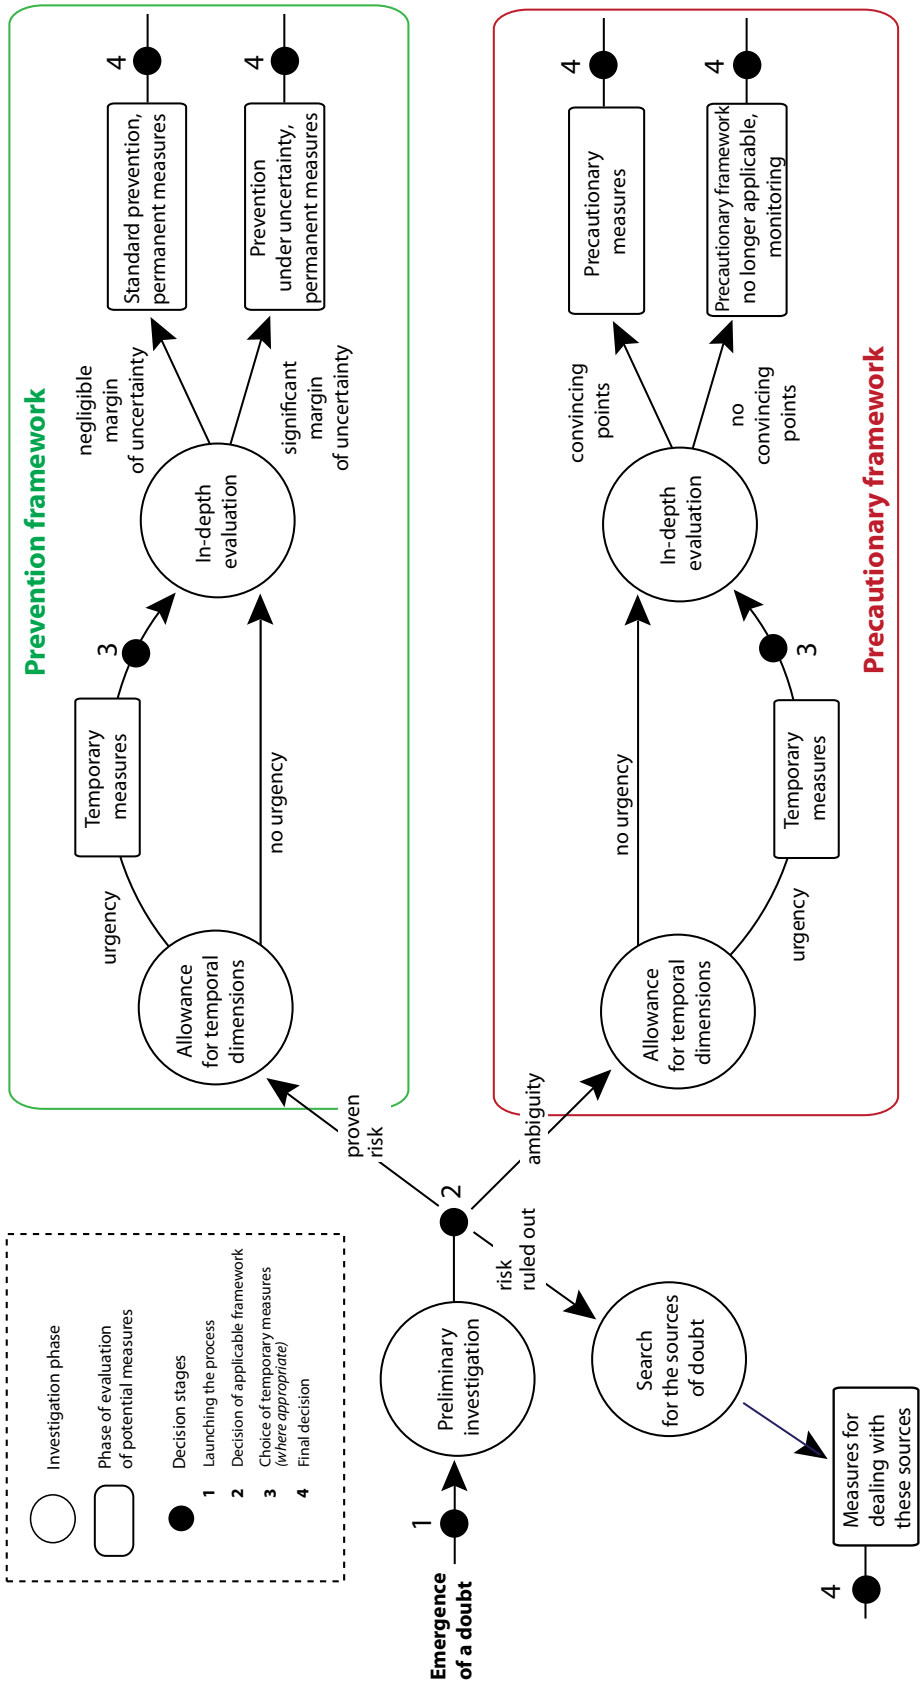 Investigation phase
Phase of evaluation
of potential measures
Decision stages
1 Launching the process
2 Decision of applicable framework
3 Choice of temporary measures
(where appropriate)
4 Final decision
Emergence
of a doubt
1
Preliminary
investigation
2
proven
risk
ambiguity
risk
ruled out
Search
for the sources
of doubt
Measures for
dealing with
these sources
4
Prevention framework
Allowance
for temporal
dimensions
urgency
Temporary
measures
3
no urgency
In-depth
evaluation
negligible
margin
of uncertainty
Standard prevention,
permanent measures
4
significant
margin
of uncertainty
Prevention
under uncertainty,
permanent measures
4
Precautionary framework
Allowance
for temporal
dimensions
no urgency
urgency
Temporary
measures
3
In-depth
evaluation
convincing
points
Precautionary
measures
4
no
convincing
points
Precautionary framework
no longer applicable,
monitoring
4